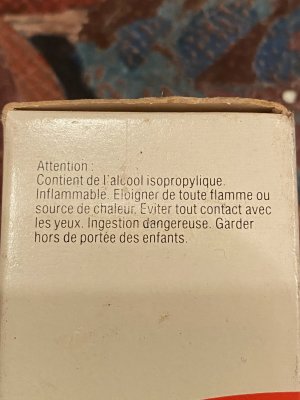 Attention :
Contient de l'alcool isopropylique.
Inflammable. Eloigner de toute flamme ou
source de chaleur. Eviter tout contact avec
les yeux. Ingestion dangereuse. Garder
hors de portée des enfants.